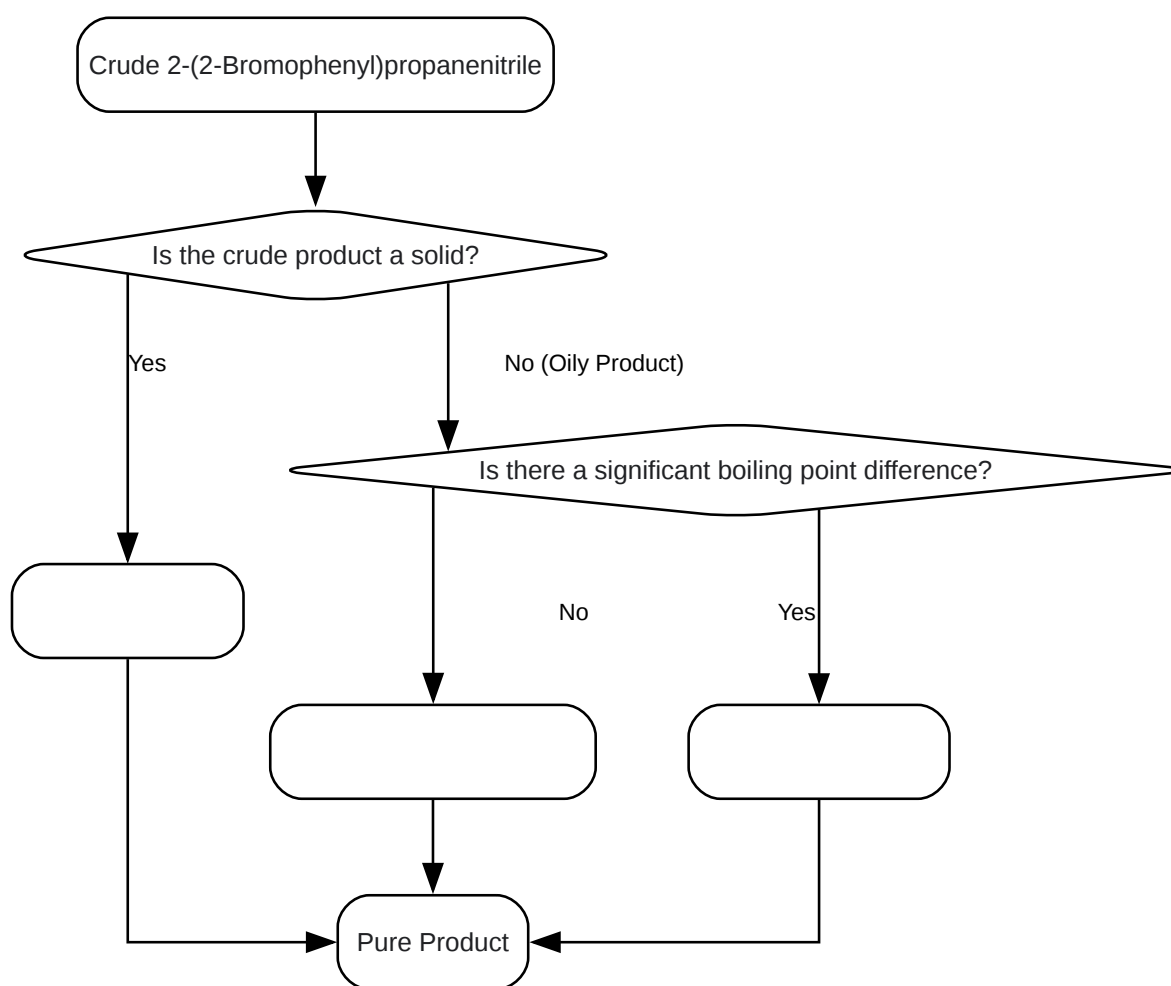 Crude 2-(2-Bromophenyl)propanenitrile
Is the crude product a solid?
Yes
No (Oily Product)
Is there a significant boiling point difference?
No
Yes
Pure Product